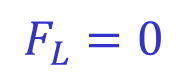 F_L = 0